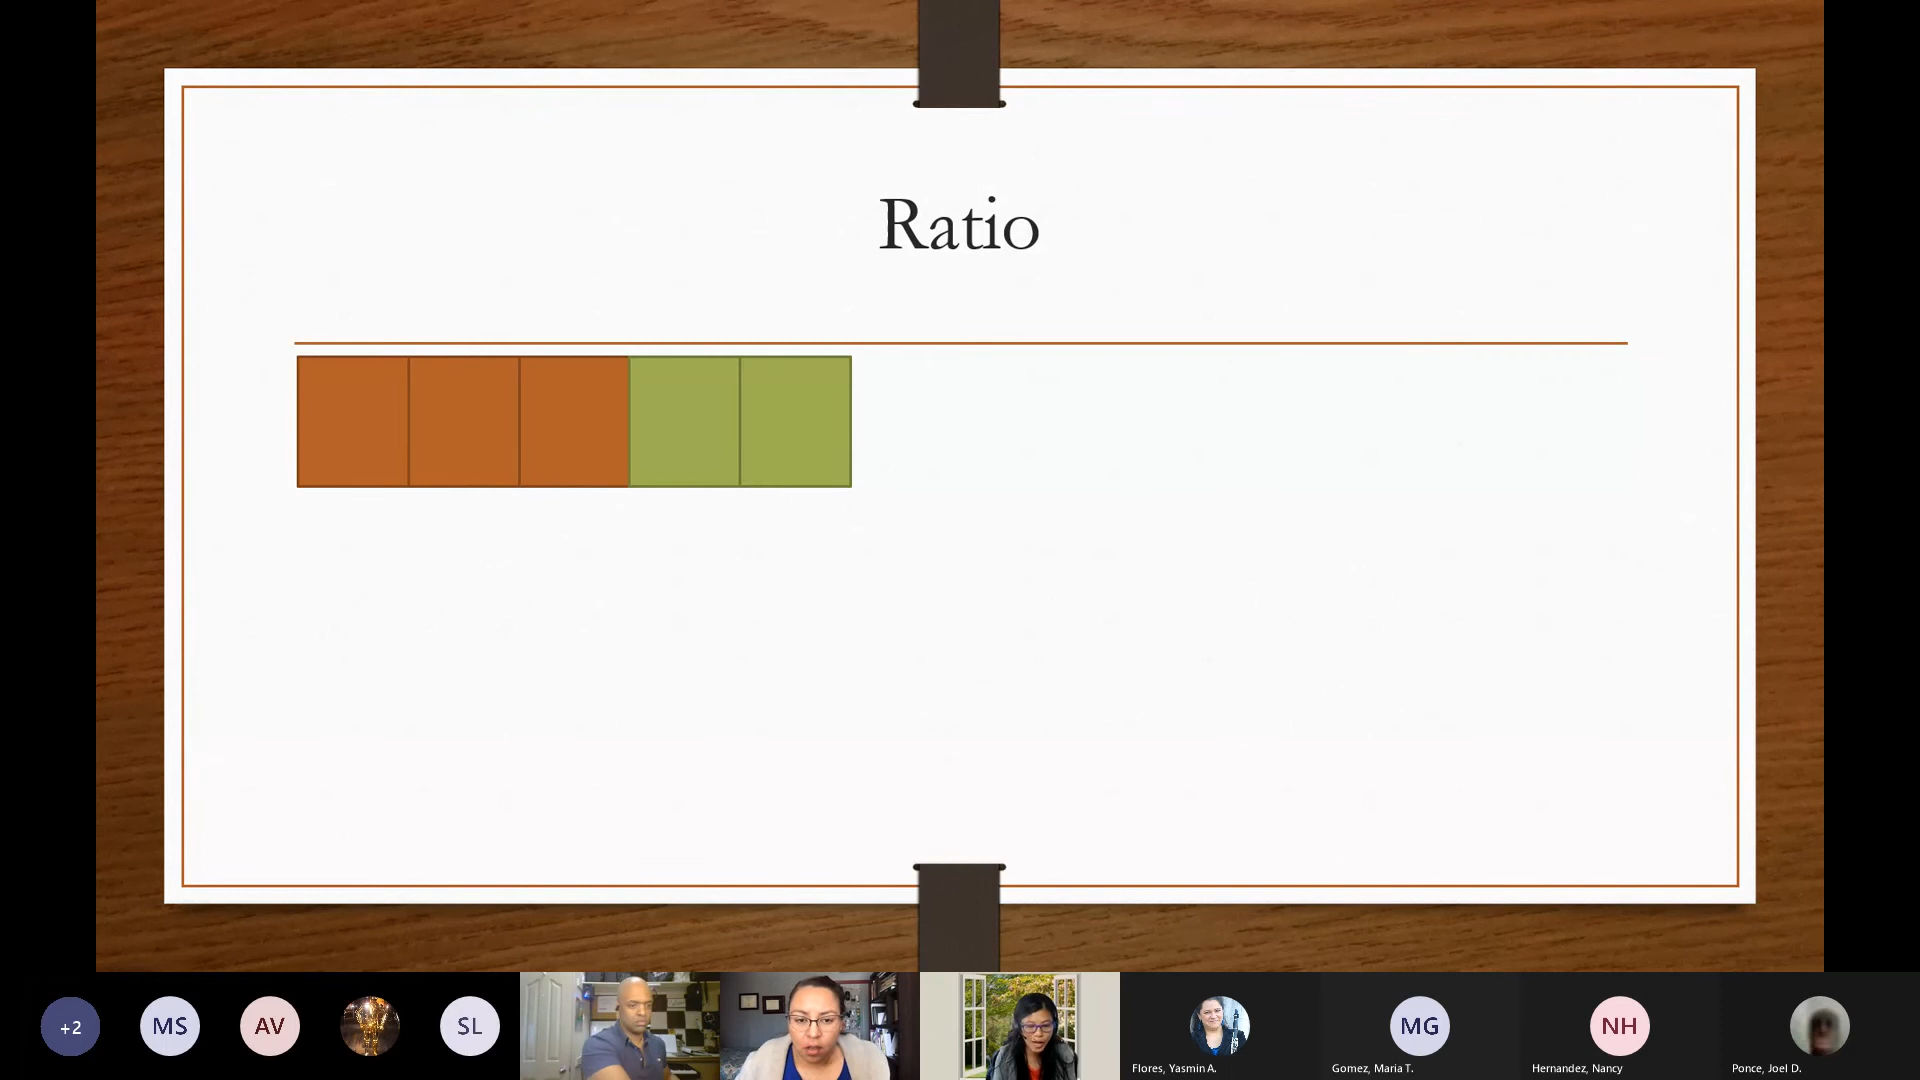 Ratio
+2
MS
AV
SL
Flores, Yasmin A.
MG
Gomez, Maria T.
NH
Hernandez, Nancy
Ponce, Joel D.